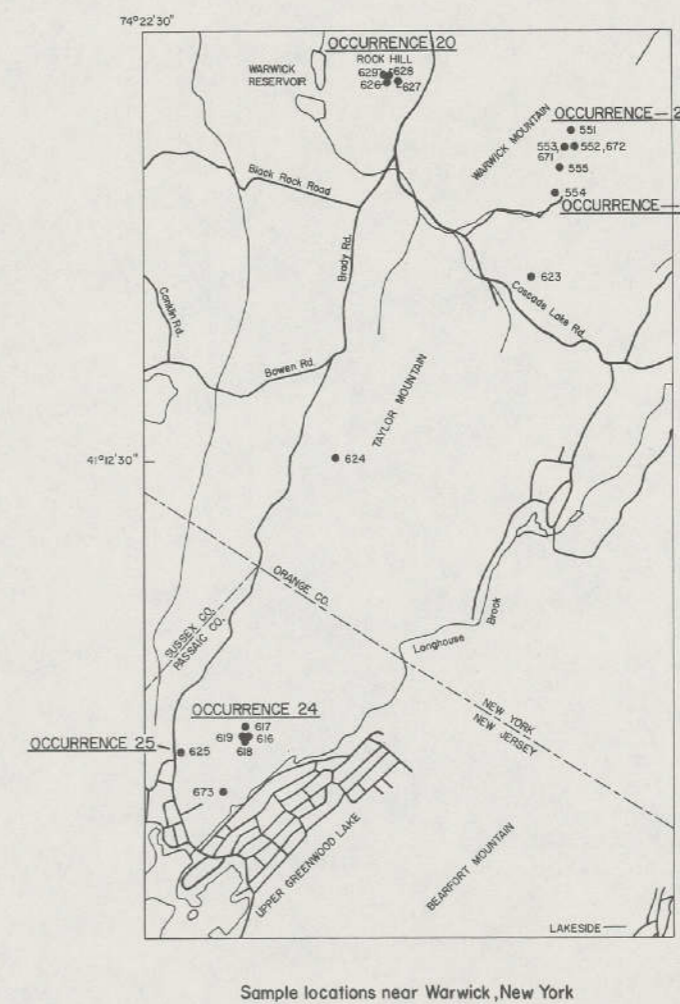 74°22'30"
OCCURRENCE 20
ROCK HILL
629 628
626 627
WARWICK
RESERVOIR
WARWICK MOUNTAIN
OCCURRENCE — 2
551
553, 552,672
671
555
554
OCCURRENCE —
Black Rock Road
Brady Rd.
623
Cascade Lake Rd.
Conklin Rd.
Bowen Rd.
TAYLOR MOUNTAIN
41°12'30"
624
ORANGE CO.
SUSSEX CO.
PASSAIC CO.
Longhouse Brook
NEW YORK
NEW JERSEY
OCCURRENCE 24
617
619 616
618
OCCURRENCE 25
625
673
UPPER GREENWOOD LAKE
BEARFORT MOUNTAIN
LAKESIDE
Sample locations near Warwick, New York